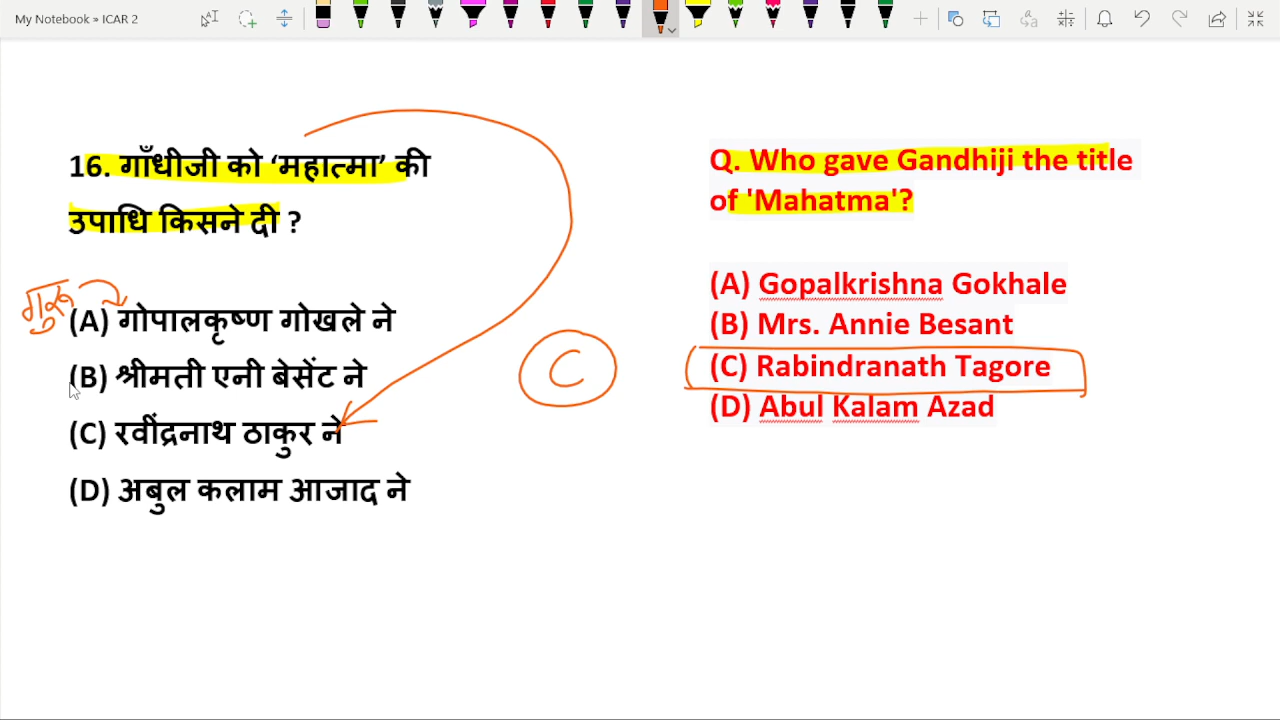 My Notebook » ICAR 2
16. गाँधीजी को ‘महात्मा’ की
उपाधि किसने दी ?
गुरु
(A) गोपालकृष्ण गोखले ने
(B) श्रीमती एनी बेसेंट ने
(C) रवींद्रनाथ ठाकुर ने
(D) अबुल कलाम आजाद ने
C
Q. Who gave Gandhiji the title
of 'Mahatma'?
(A) Gopalkrishna Gokhale
(B) Mrs. Annie Besant
(C) Rabindranath Tagore
(D) Abul Kalam Azad